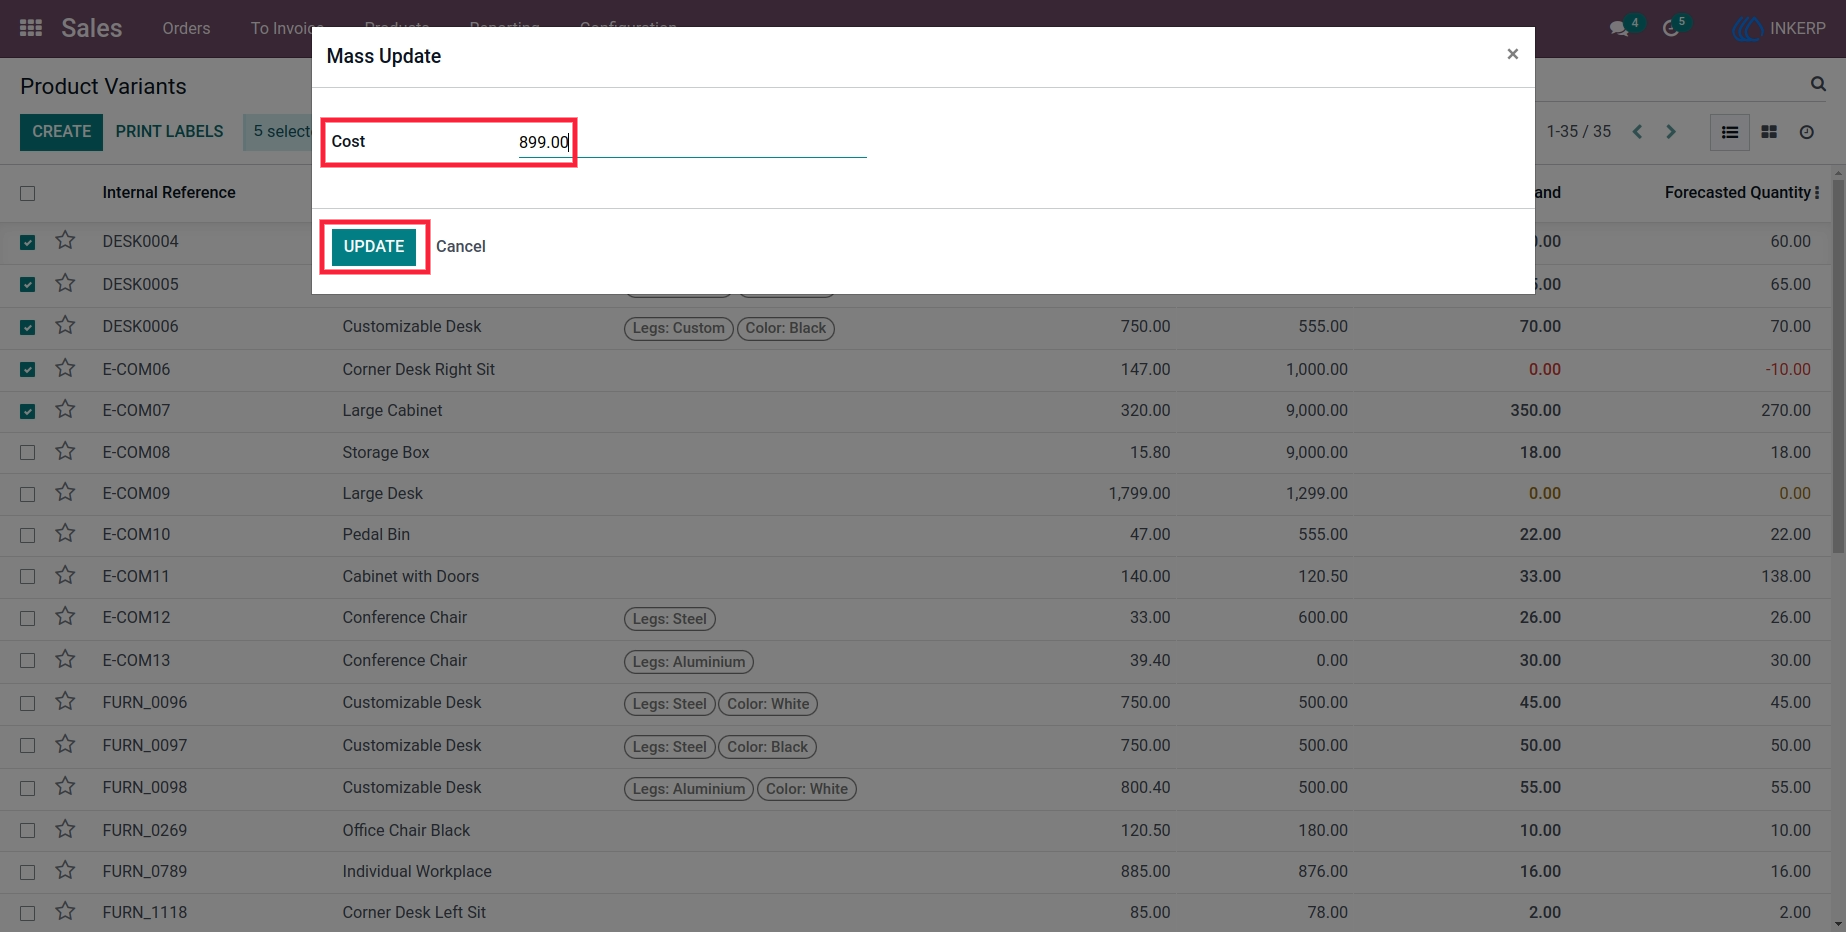 Sales Orders To Invoic 4 5 INKERP
Mass Update ×
Product Variants
CREATE PRINT LABELS 5 select 1-35 / 35
Cost 899.00
Internal Reference and Forecasted Quantity
UPDATE Cancel
DESK0004 .00 60.00
DESK0005 .00 65.00
DESK0006 Customizable Desk Legs: Custom Color: Black 750.00 555.00 70.00 70.00
E-COM06 Corner Desk Right Sit 147.00 1,000.00 0.00 -10.00
E-COM07 Large Cabinet 320.00 9,000.00 350.00 270.00
E-COM08 Storage Box 15.80 9,000.00 18.00 18.00
E-COM09 Large Desk 1,799.00 1,299.00 0.00 0.00
E-COM10 Pedal Bin 47.00 555.00 22.00 22.00
E-COM11 Cabinet with Doors 140.00 120.50 33.00 138.00
E-COM12 Conference Chair Legs: Steel 33.00 600.00 26.00 26.00
E-COM13 Conference Chair Legs: Aluminium 39.40 0.00 30.00 30.00
FURN_0096 Customizable Desk Legs: Steel Color: White 750.00 500.00 45.00 45.00
FURN_0097 Customizable Desk Legs: Steel Color: Black 750.00 500.00 50.00 50.00
FURN_0098 Customizable Desk Legs: Aluminium Color: White 800.40 500.00 55.00 55.00
FURN_0269 Office Chair Black 120.50 180.00 10.00 10.00
FURN_0789 Individual Workplace 885.00 876.00 16.00 16.00
FURN_1118 Corner Desk Left Sit 85.00 78.00 2.00 2.00